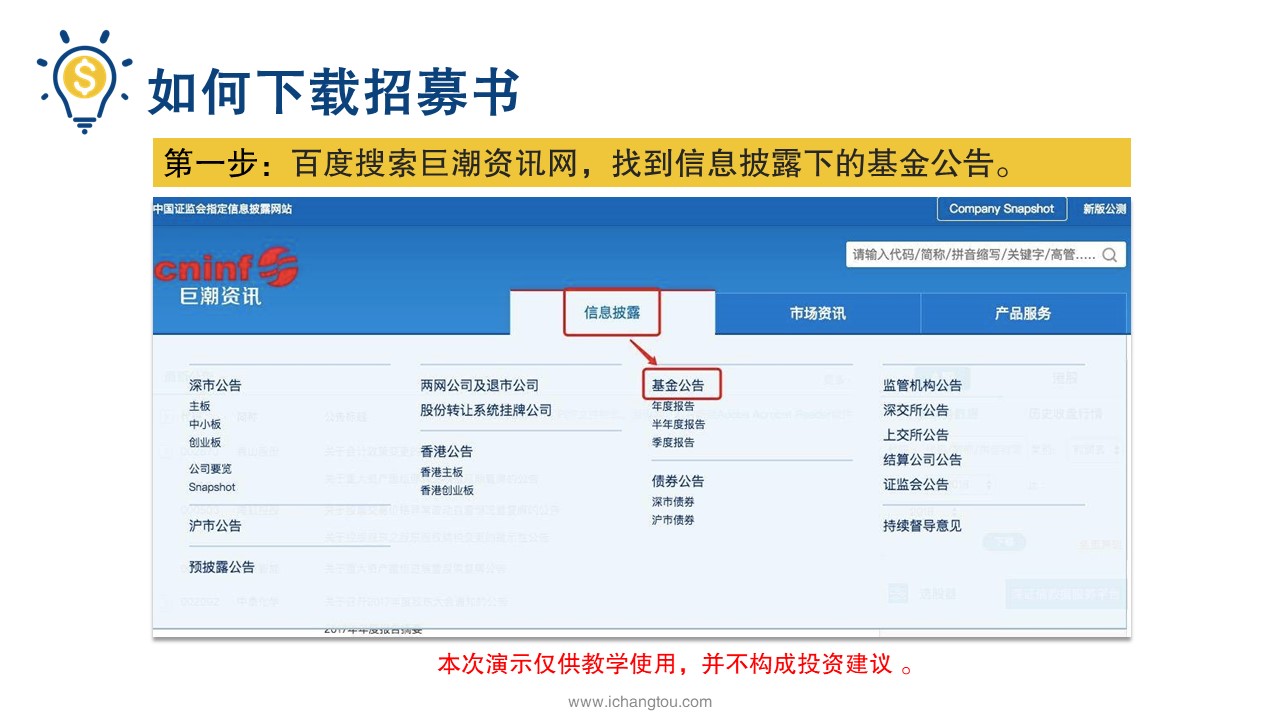 如何下载招募书
第一步：百度搜索巨潮资讯网，找到信息披露下的基金公告。
中国证监会指定信息披露网站
Company Snapshot
新版公测
cninf
巨潮资讯
请输入代码/简称/拼音缩写/关键字/高管.....
信息披露
市场资讯
产品服务
深市公告
主板
中小板
创业板
公司要览
Snapshot
沪市公告
预披露公告
两网公司及退市公司
股份转让系统挂牌公司
香港公告
香港主板
香港创业板
基金公告
年度报告
半年度报告
季度报告
债券公告
深市债券
沪市债券
监管机构公告
深交所公告
上交所公告
结算公司公告
证监会公告
持续督导意见
2017年年度报告摘要
本次演示仅供教学使用，并不构成投资建议 。
www.ichangtou.com